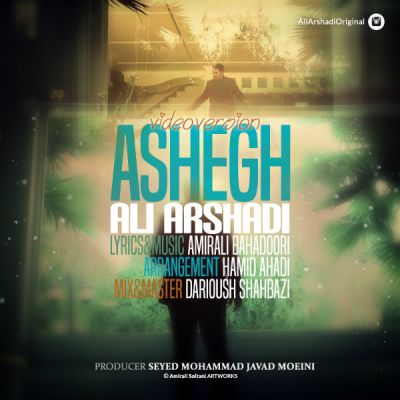 AliArshadiOriginal
videoversion
ASHEGH
ALI ARSHADI
LYRICS&MUSIC AMIRALI BAHADOORI
ARRANGEMENT HAMID AHADI
MIX&MASTER DARIOUSH SHAHBAZI
PRODUCER SEYED MOHAMMAD JAVAD MOEINI
© Amirali Soltani ARTWORKS